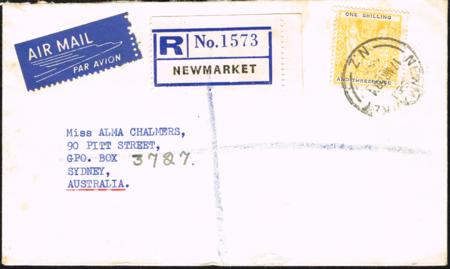 AIR MAIL
PAR AVION
R No. 1573
NEWMARKET
ONE SHILLING
AND THREEPENCE
NEWMARKET
N.Z
Miss ALMA CHALMERS,
90 PITT STREET,
GPO. BOX 3727.
SYDNEY,
AUSTRALIA.